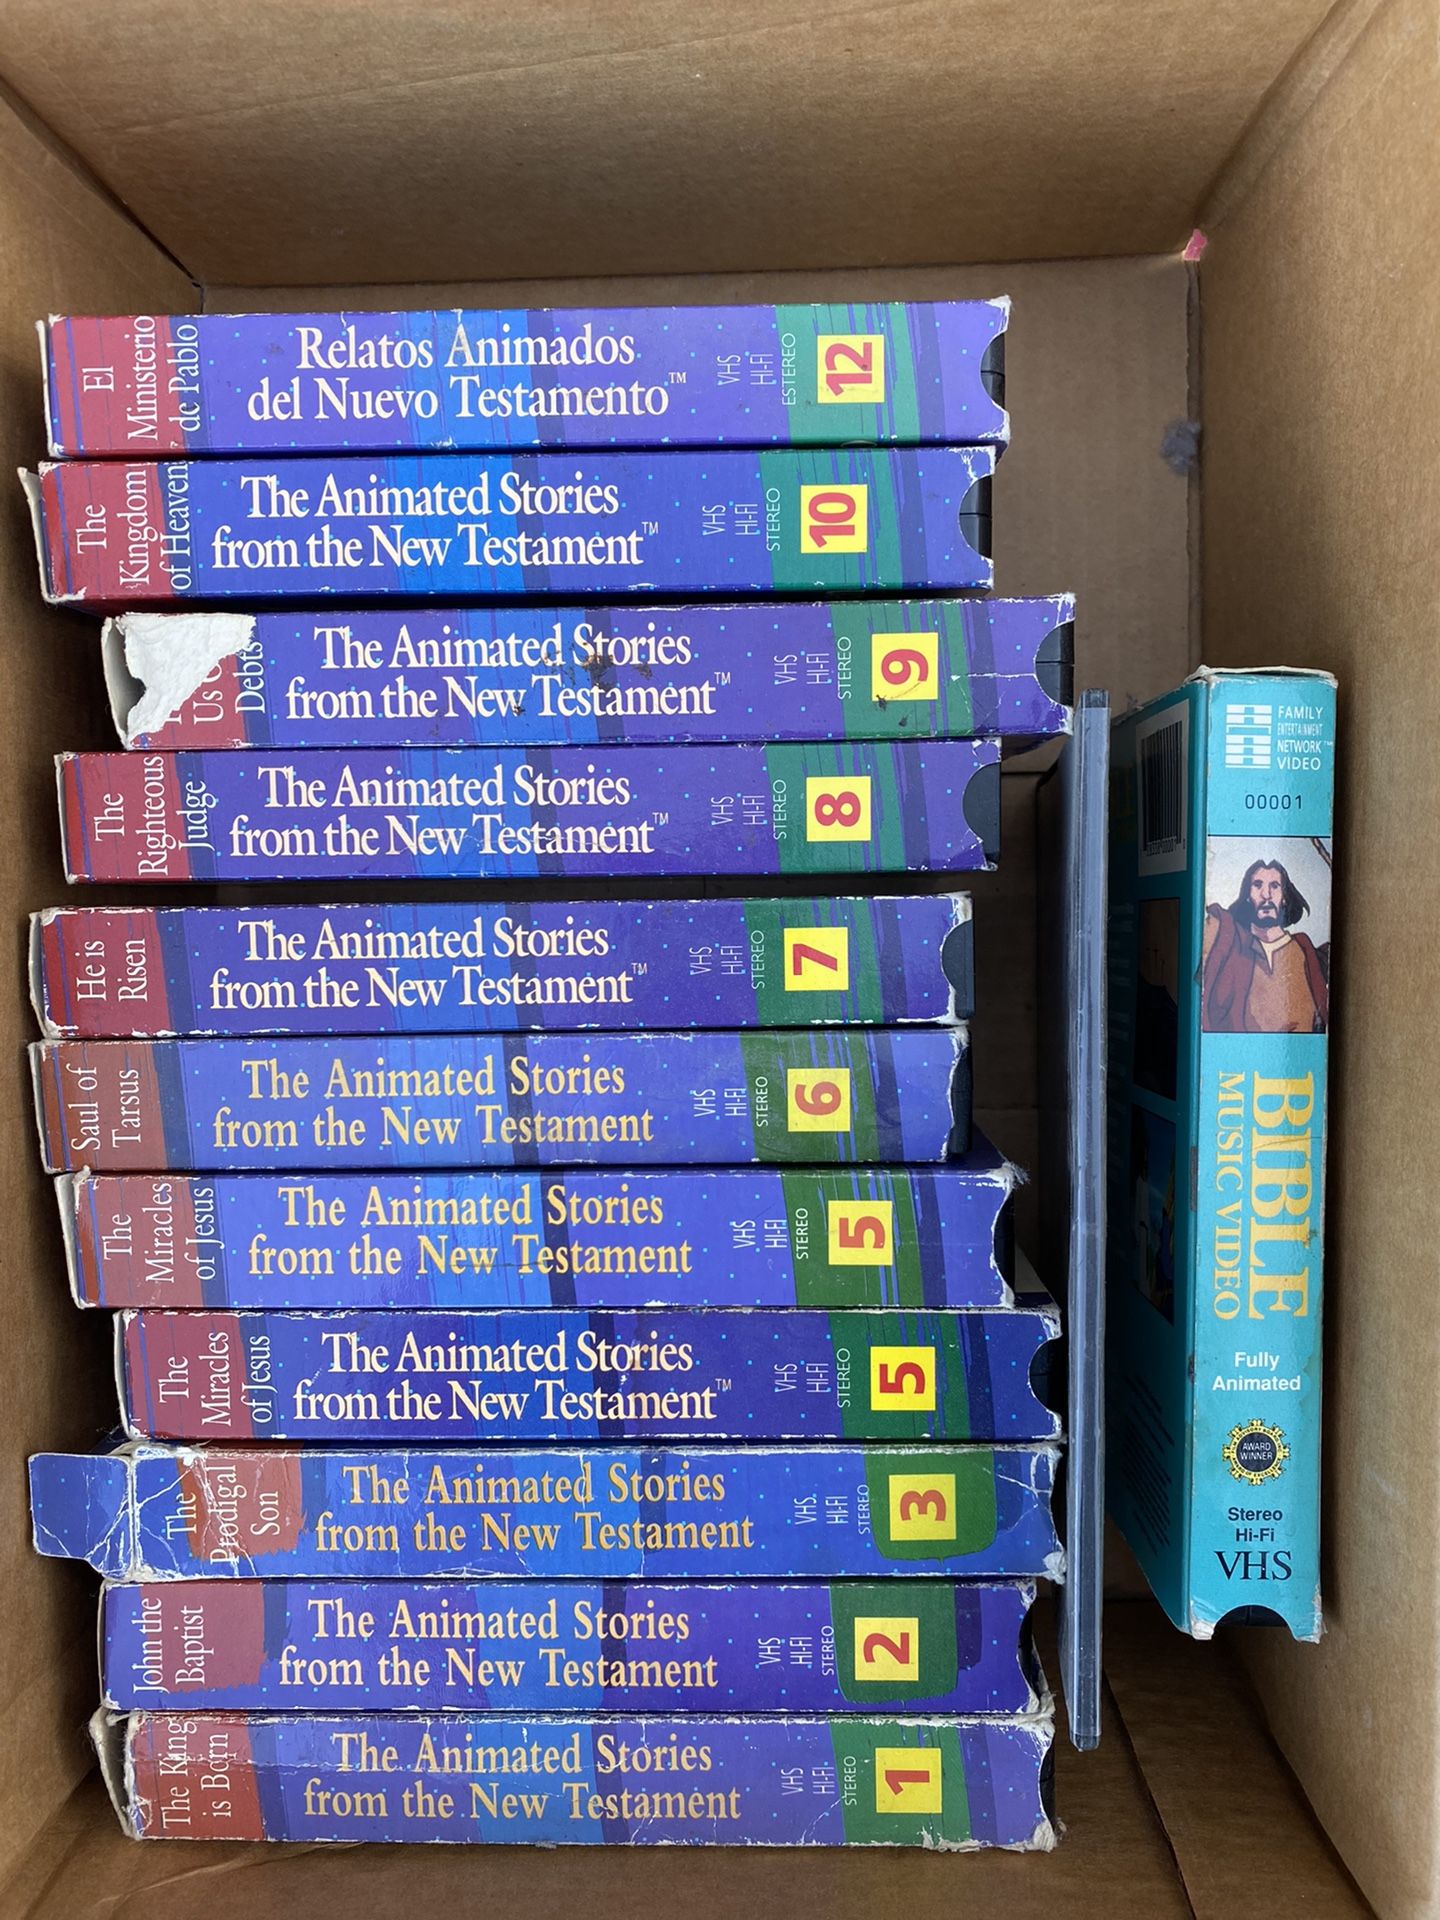 El
Ministerio
de Pablo
Relatos Animados
del Nuevo Testamento™
VHS
HI-FI
ESTEREO
12
The
Kingdom
of Heaven
The Animated Stories
from the New Testament™
VHS
HI-FI
STEREO
10
Us
Debts
The Animated Stories
from the New Testament™
VHS
HI-FI
STEREO
9
The
Righteous
Judge
The Animated Stories
from the New Testament™
VHS
HI-FI
STEREO
8
He is
Risen
The Animated Stories
from the New Testament™
VHS
HI-FI
STEREO
7
Saul of
Tarsus
The Animated Stories
from the New Testament
VHS
HI-FI
STEREO
6
The
Miracles
of Jesus
The Animated Stories
from the New Testament
VHS
HI-FI
STEREO
5
The
Miracles
of Jesus
The Animated Stories
from the New Testament™
VHS
HI-FI
STEREO
5
The
Prodigal
Son
The Animated Stories
from the New Testament
VHS
HI-FI
STEREO
3
John the
Baptist
The Animated Stories
from the New Testament
VHS
HI-FI
STEREO
2
The King
is Born
The Animated Stories
from the New Testament
VHS
HI-FI
STEREO
1
FAMILY
ENTERTAINMENT
NETWORK™
VIDEO
00001
BIBLE
MUSIC VIDEO
Fully
Animated
AWARD
WINNER
Stereo
Hi-Fi
VHS